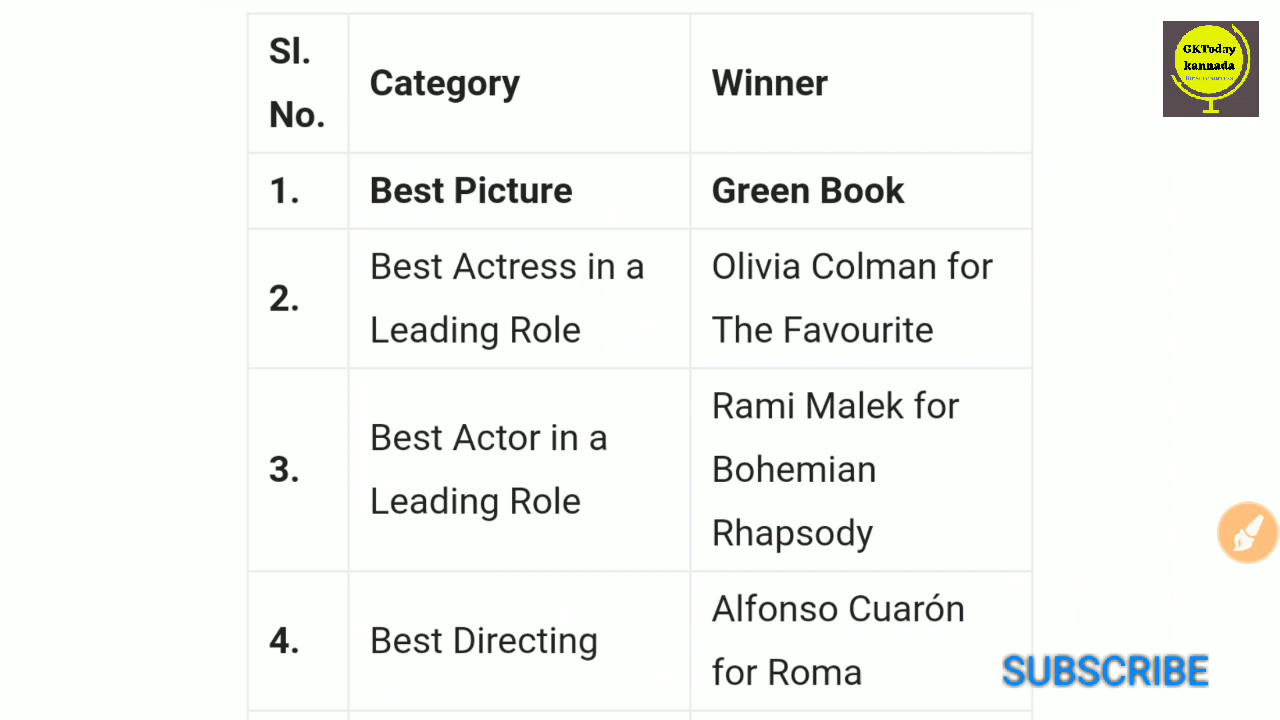 Sl.
No.
Category
Winner
1.
Best Picture
Green Book
2.
Best Actress in a
Leading Role
Olivia Colman for
The Favourite
3.
Best Actor in a
Leading Role
Rami Malek for
Bohemian
Rhapsody
4.
Best Directing
Alfonso Cuarón
for Roma
GKToday
kannada
SUBSCRIBE